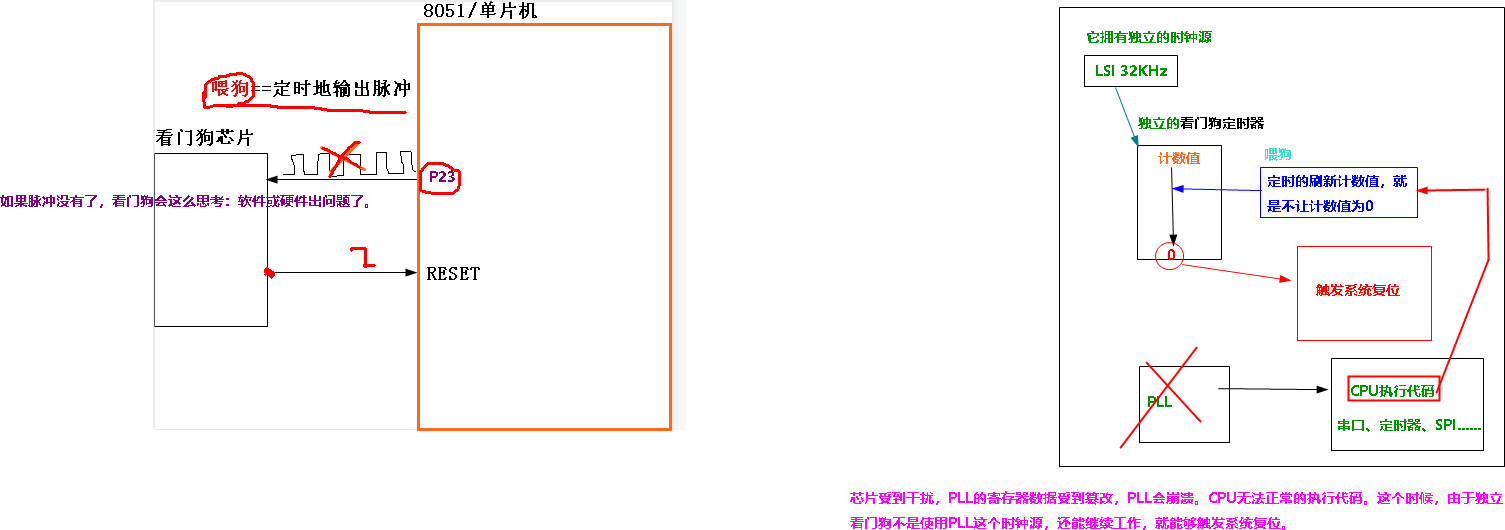 8051/单片机
喂狗==定时地输出脉冲
看门狗芯片
P23
如果脉冲没有了，看门狗会这么思考：软件或硬件出问题了。
RESET
它拥有独立的时钟源
LSI 32KHz
独立的看门狗定时器
计数值
喂狗
定时的刷新计数值，就
是不让计数值为0
0
触发系统复位
PLL
CPU执行代码
串口、定时器、SPI......
芯片受到干扰，PLL的寄存器数据受到篡改，PLL会崩溃。CPU无法正常的执行代码。这个时候，由于独立
看门狗不是使用PLL这个时钟源，还能继续工作，就能够触发系统复位。